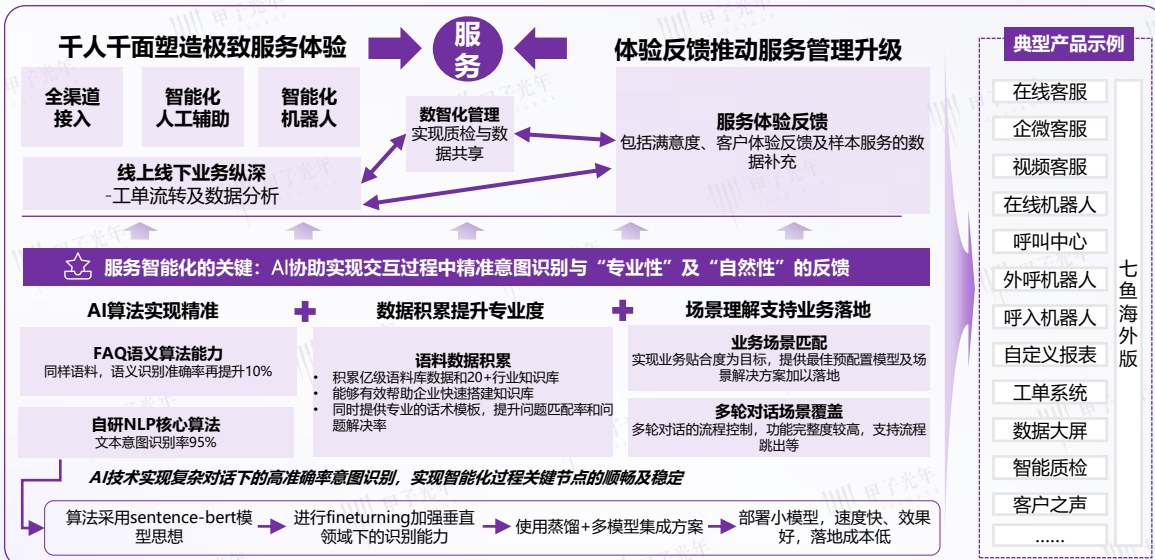 千人千面塑造极致服务体验
服务
体验反馈推动服务管理升级
全渠道
接入
智能化
人工辅助
智能化
机器人
线上线下业务纵深
-工单流转及数据分析
数智化管理
实现质检与数
据共享
服务体验反馈
包括满意度、客户体验反馈及样本服务的数
据补充
服务智能化的关键：AI协助实现交互过程中精准意图识别与“专业性”及“自然性”的反馈
AI算法实现精准
数据积累提升专业度
场景理解支持业务落地
FAQ语义算法能力
同样语料，语义识别准确率再提升10%
自研NLP核心算法
文本意图识别率95%
语料数据积累
• 积累亿级语料库数据和20+行业知识库
• 能够有效帮助企业快速搭建知识库
• 同时提供专业的话术模板，提升问题匹配率和问
题解决率
业务场景匹配
实现业务贴合度为目标，提供最佳预配置模型及场
景解决方案加以落地
多轮对话场景覆盖
多轮对话的流程控制，功能完整度较高，支持流程
跳出等
AI技术实现复杂对话下的高准确率意图识别，实现智能化过程关键节点的顺畅及稳定
算法采用sentence-bert模
型思想
进行fineturning加强垂直
领域下的识别能力
使用蒸馏+多模型集成方案
部署小模型，速度快、效果
好，落地成本低
典型产品示例
在线客服
企微客服
视频客服
在线机器人
呼叫中心
外呼机器人
呼入机器人
自定义报表
工单系统
数据大屏
智能质检
客户之声
......
七鱼海外版
甲子光年